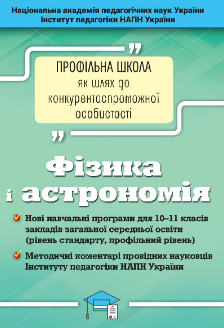 Національна академія педагогічних наук України
Інститут педагогіки НАПН України
ПРОФІЛЬНА ШКОЛА
як шлях до
конкурентоспроможної
особистості
Фізика
і астрономія
Нові навчальні програми для 10–11 класів
закладів загальної середньої освіти
(рівень стандарту, профільний рівень)
Методичні коментарі провідних науковців
Інституту педагогіки НАПН України